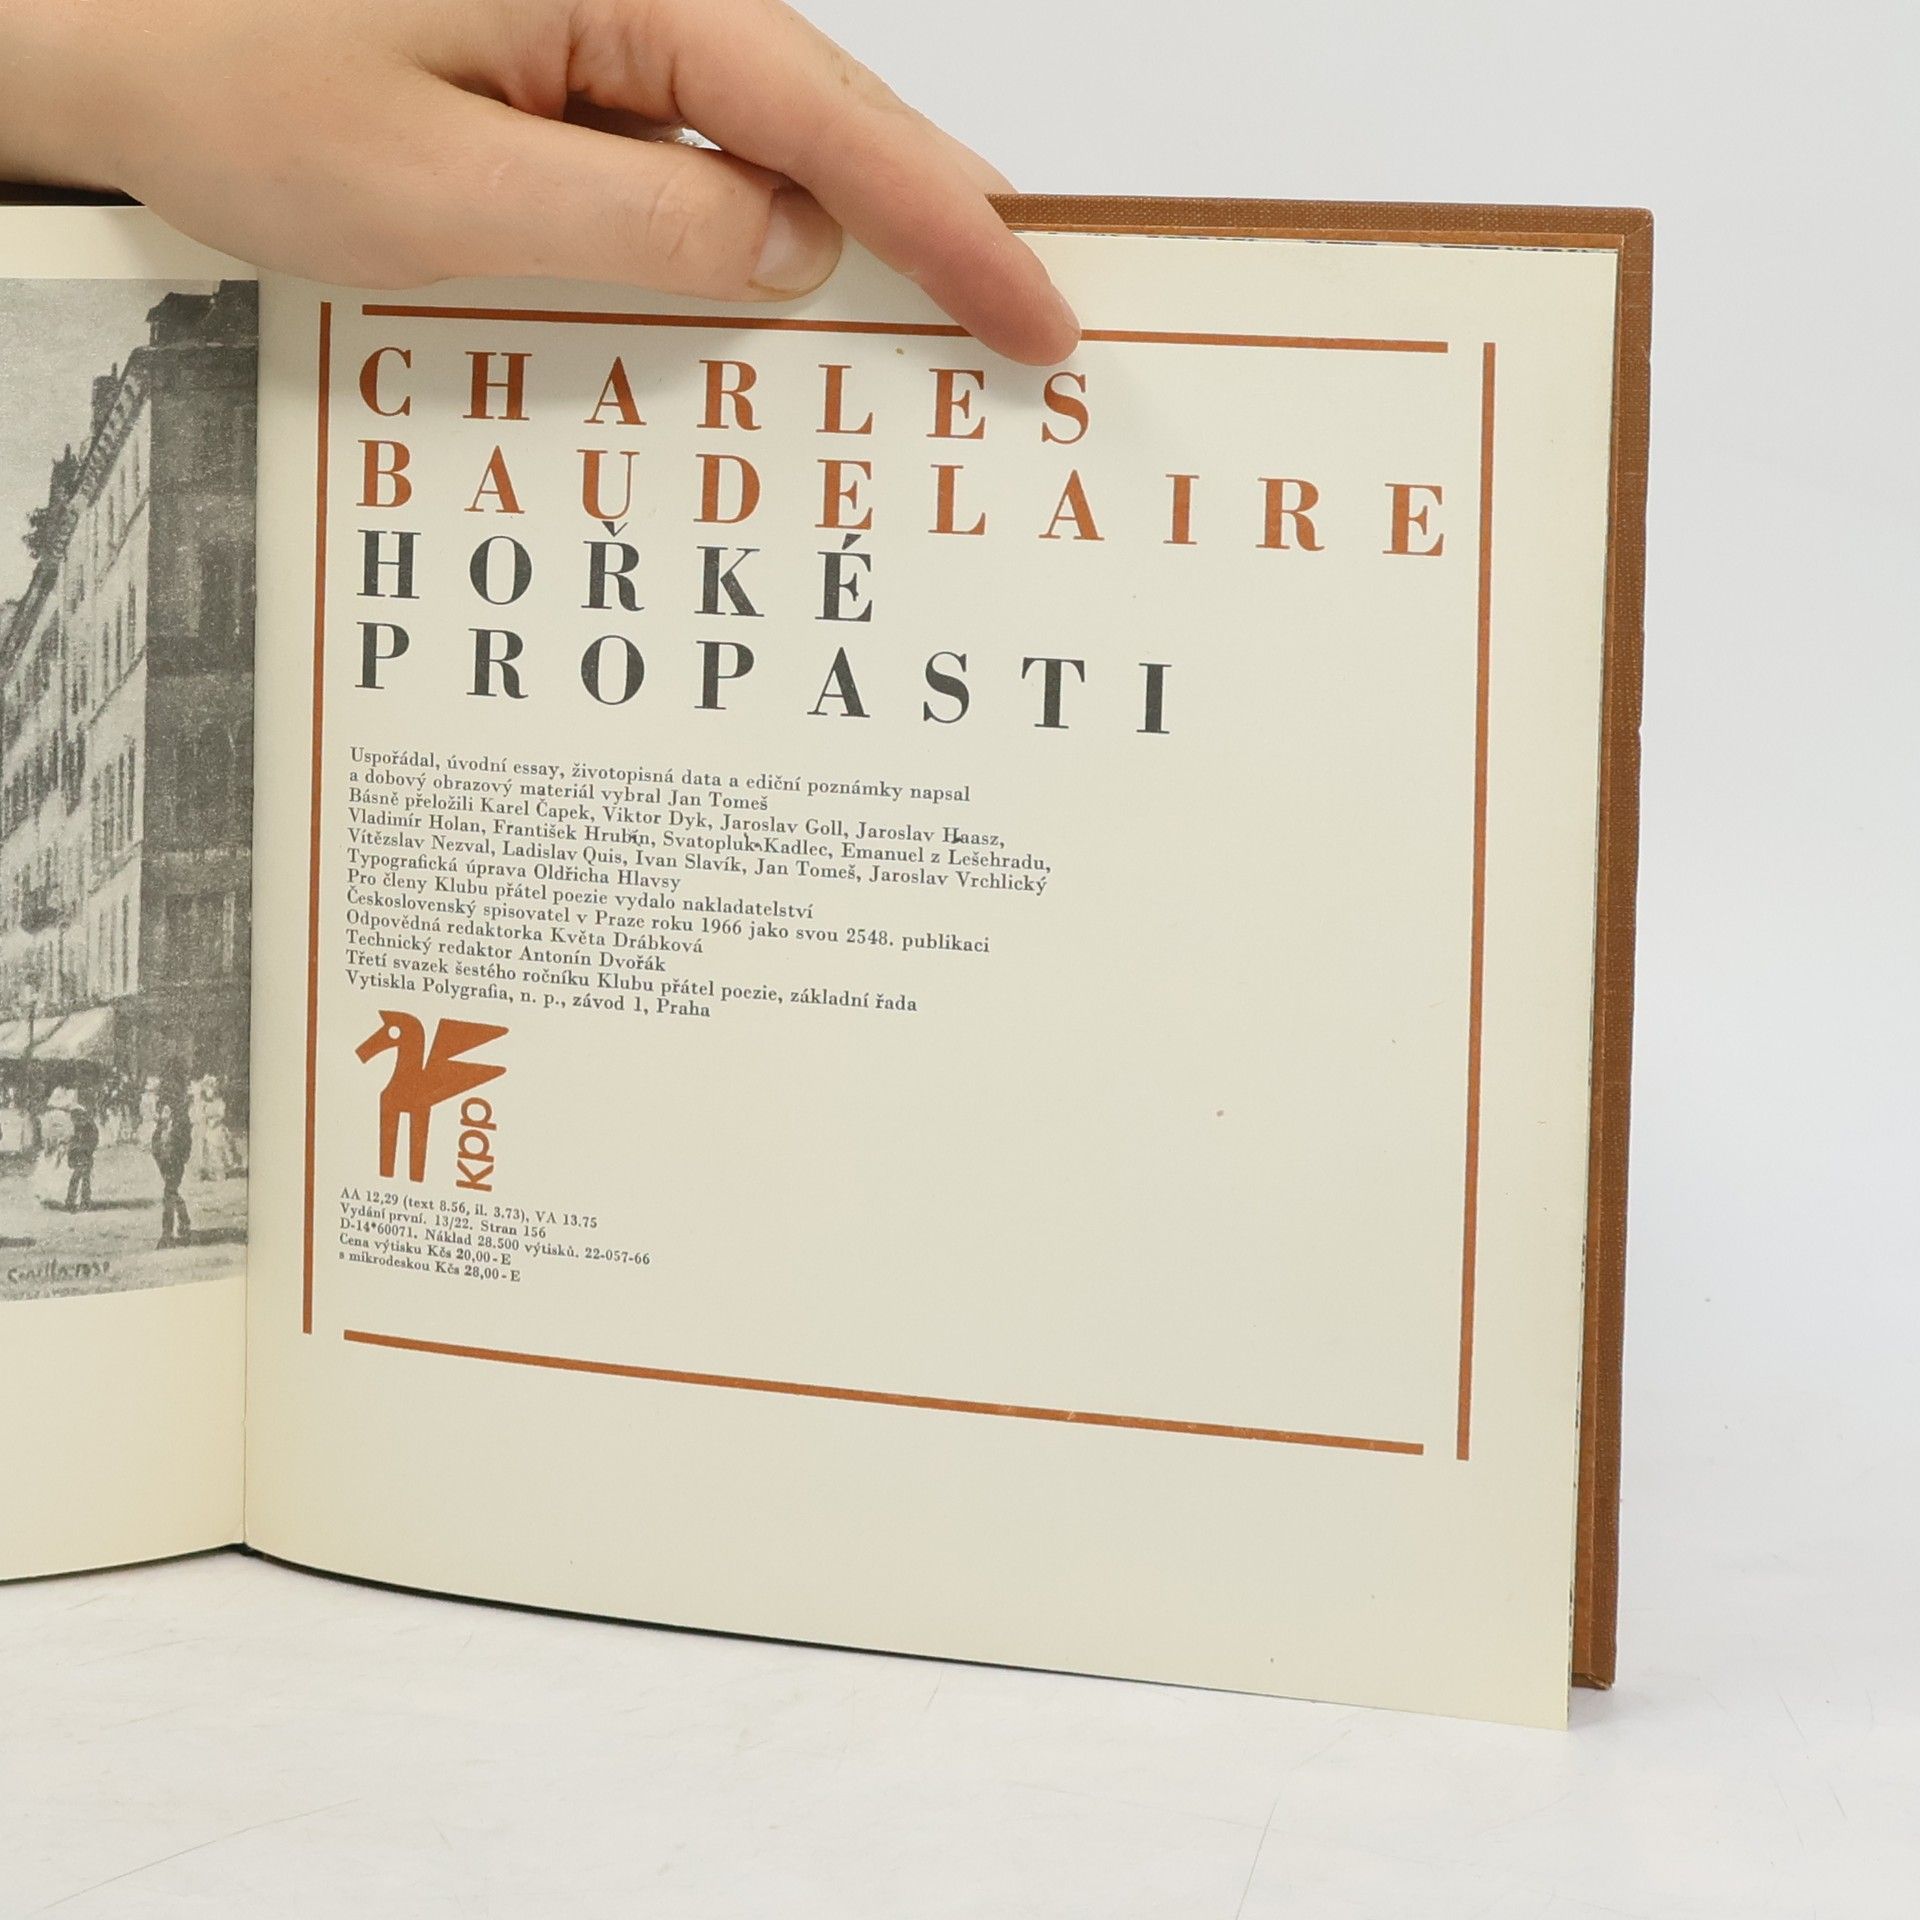 CHARLES
BAUDELAIRE
HOŘKÉ
PROPASTI
Uspořádal, úvodní essay, životopisná data a ediční poznámky napsal
a dobový obrazový materiál vybral Jan Tomeš
Básně přeložili Karel Čapek, Viktor Dyk, Jaroslav Goll, Jaroslav Haasz,
Vladimír Holan, František Hrubín, Svatopluk Kadlec, Emanuel z Lešehradu,
Vítězslav Nezval, Ladislav Quis, Ivan Slavík, Jan Tomeš, Jaroslav Vrchlický
Typografická úprava Oldřicha Hlavsy
Pro členy Klubu přátel poezie vydalo nakladatelství
Československý spisovatel v Praze roku 1966 jako svou 2548. publikaci
Odpovědná redaktorka Květa Drábková
Technický redaktor Antonín Dvořák
Třetí svazek šestého ročníku Klubu přátel poezie, základní řada
Vytiskla Polygrafia, n. p., závod 1, Praha
kpp
AA 12,29 (text 8.56, il. 3.73), VA 13.75
Vydání první. 13/22. Stran 156
D-14*60071. Náklad 28.500 výtisků. 22-057-66
Cena výtisku Kčs 20,00-E
s mikrodeskou Kčs 28,00-E